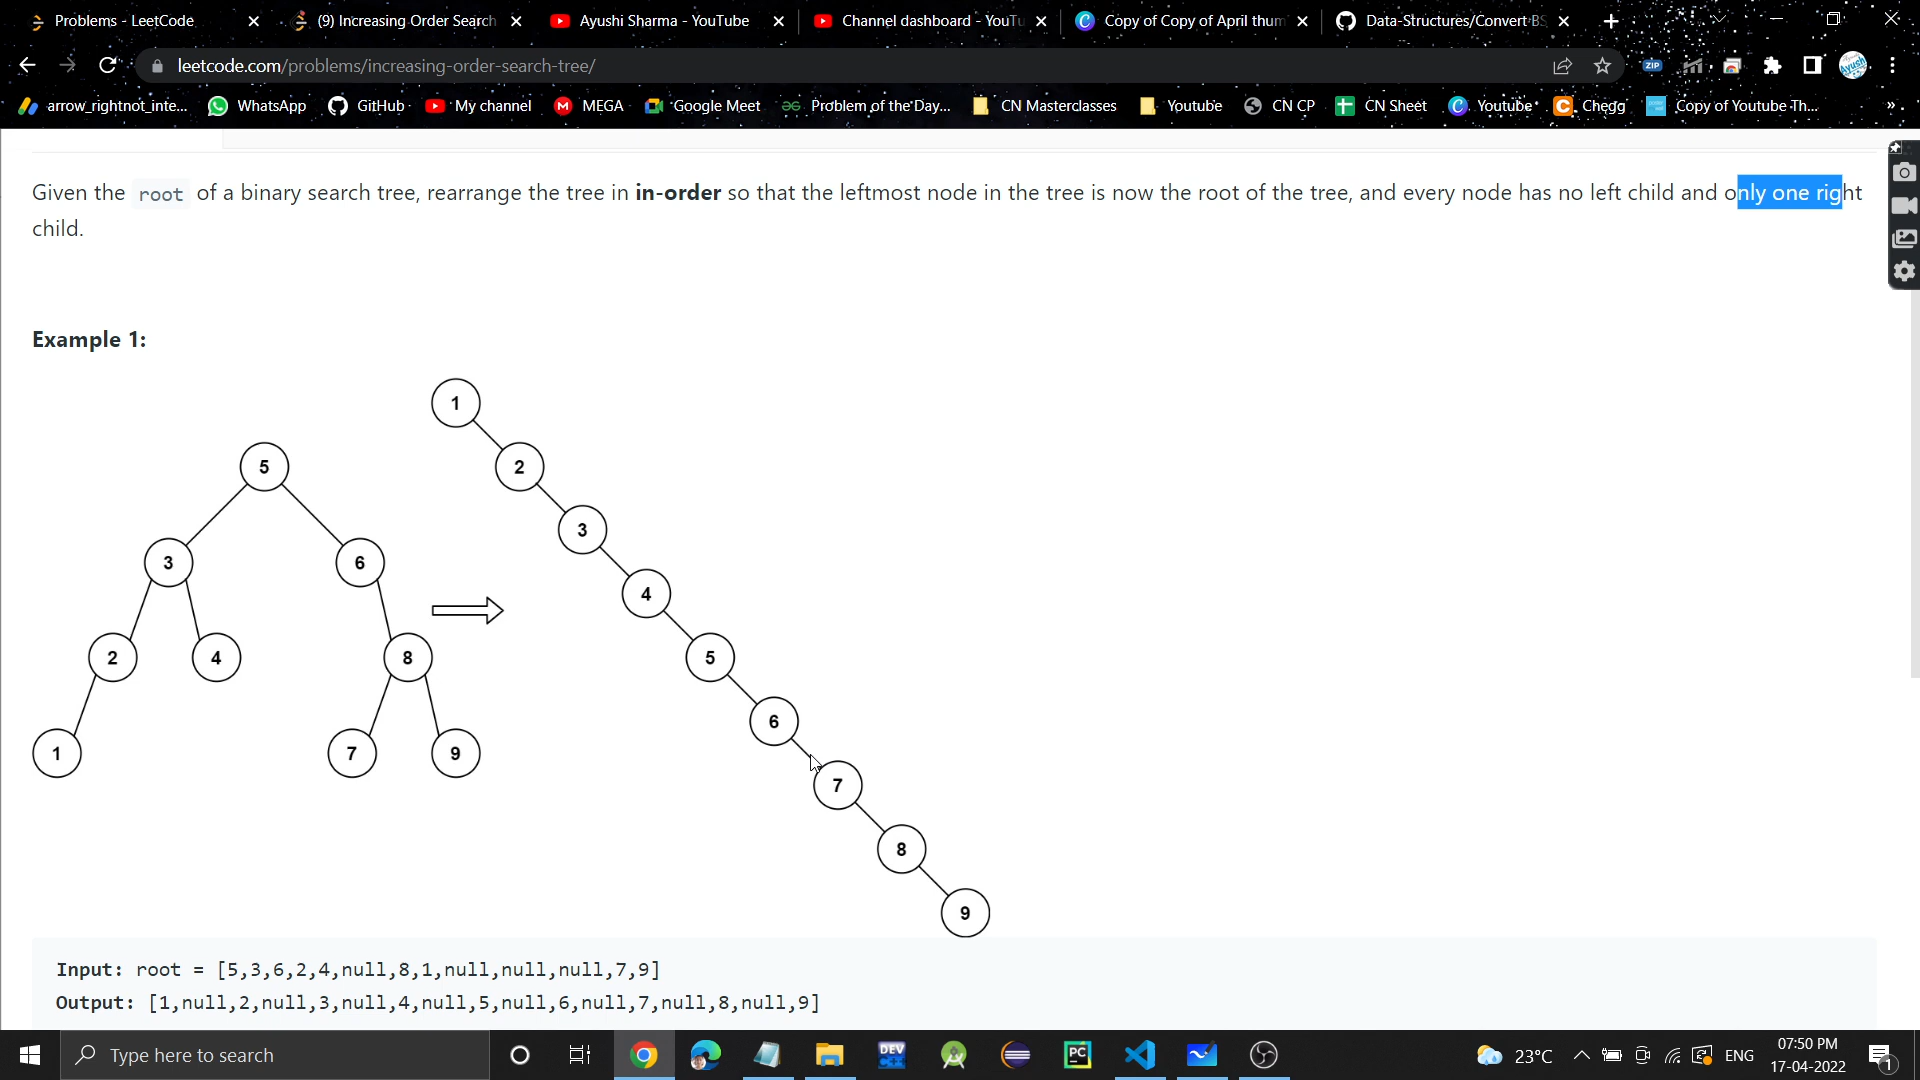 Problems - LeetCode
(9) Increasing Order Search
Ayushi Sharma - YouTube
Channel dashboard - YouTu
Copy of Copy of April thum
Data-Structures/Convert BS
leetcode.com/problems/increasing-order-search-tree/
arrow_rightnot_inte...
WhatsApp
GitHub
My channel
MEGA
Google Meet
Problem of the Day...
CN Masterclasses
Youtube
CN CP
CN Sheet
Youtube
Chegg
Copy of Youtube Th...
»
ZIP
Given the root of a binary search tree, rearrange the tree in in-order so that the leftmost node in the tree is now the root of the tree, and every node has no left child and only one right
child.
Example 1:
1
5
2
3
3
6
4
2
4
8
5
6
1
7
9
7
8
9
Input: root = [5,3,6,2,4,null,8,1,null,null,null,7,9]
Output: [1,null,2,null,3,null,4,null,5,null,6,null,7,null,8,null,9]
Type here to search
DEV C++
PC
23°C
ENG
07:50 PM
17-04-2022
1